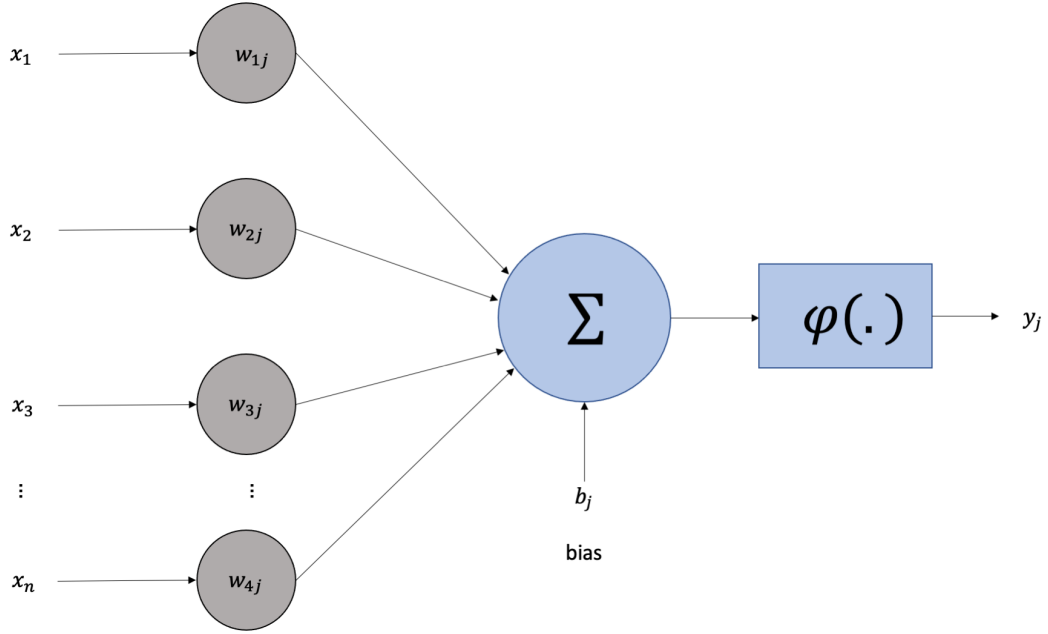 x₁ w₁ⱼ
x₂ w₂ⱼ
Σ φ(.) yⱼ
x₃ w₃ⱼ
⋮ ⋮
bⱼ
bias
xₙ w₄ⱼ